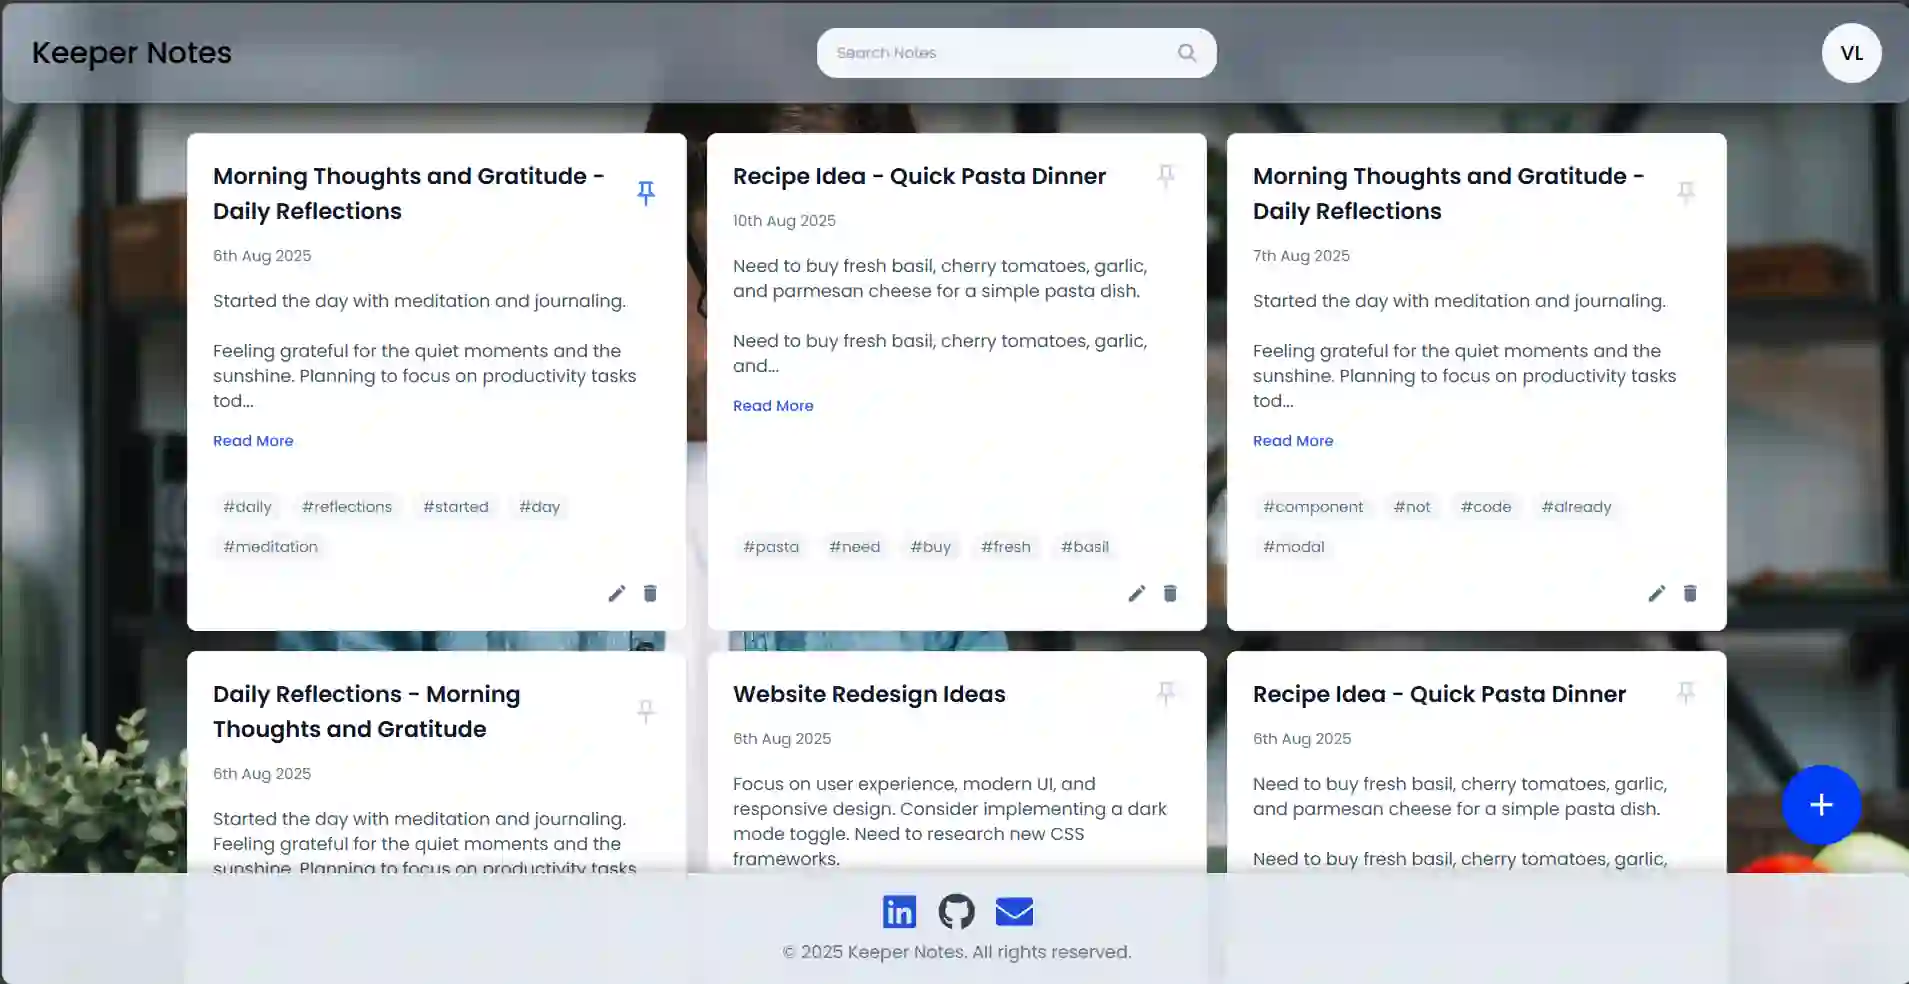 Keeper Notes
Search Notes
VL
Morning Thoughts and Gratitude -
Daily Reflections
6th Aug 2025
Started the day with meditation and journaling.
Feeling grateful for the quiet moments and the
sunshine. Planning to focus on productivity tasks
tod...
Read More
#daily #reflections #started #day
#meditation
Recipe Idea - Quick Pasta Dinner
10th Aug 2025
Need to buy fresh basil, cherry tomatoes, garlic,
and parmesan cheese for a simple pasta dish.
Need to buy fresh basil, cherry tomatoes, garlic,
and...
Read More
#pasta #need #buy #fresh #basil
Morning Thoughts and Gratitude -
Daily Reflections
7th Aug 2025
Started the day with meditation and journaling.
Feeling grateful for the quiet moments and the
sunshine. Planning to focus on productivity tasks
tod...
Read More
#component #not #code #already
#modal
Daily Reflections - Morning
Thoughts and Gratitude
6th Aug 2025
Started the day with meditation and journaling.
Feeling grateful for the quiet moments and the
sunshine. Planning to focus on productivity tasks
Website Redesign Ideas
6th Aug 2025
Focus on user experience, modern UI, and
responsive design. Consider implementing a dark
mode toggle. Need to research new CSS
frameworks.
Recipe Idea - Quick Pasta Dinner
6th Aug 2025
Need to buy fresh basil, cherry tomatoes, garlic,
and parmesan cheese for a simple pasta dish.
Need to buy fresh basil, cherry tomatoes, garlic,
in
© 2025 Keeper Notes. All rights reserved.